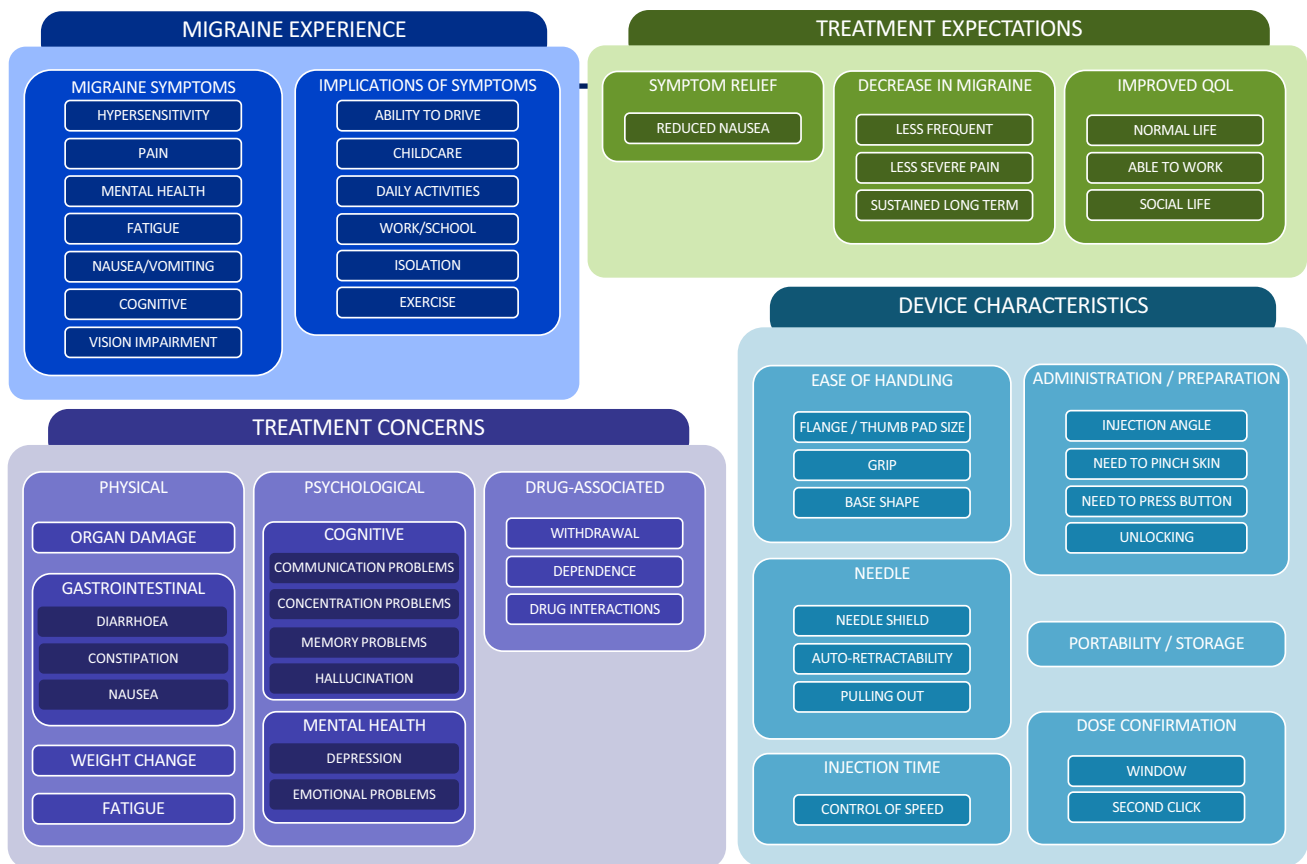 MIGRAINE EXPERIENCE
MIGRAINE SYMPTOMS
HYPERSENSITIVITY
PAIN
MENTAL HEALTH
FATIGUE
NAUSEA/VOMITING
COGNITIVE
VISION IMPAIRMENT
IMPLICATIONS OF SYMPTOMS
ABILITY TO DRIVE
CHILDCARE
DAILY ACTIVITIES
WORK/SCHOOL
ISOLATION
EXERCISE
TREATMENT EXPECTATIONS
SYMPTOM RELIEF
REDUCED NAUSEA
DECREASE IN MIGRAINE
LESS FREQUENT
LESS SEVERE PAIN
SUSTAINED LONG TERM
IMPROVED QOL
NORMAL LIFE
ABLE TO WORK
SOCIAL LIFE
TREATMENT CONCERNS
PHYSICAL
ORGAN DAMAGE
GASTROINTESTINAL
DIARRHOEA
CONSTIPATION
NAUSEA
WEIGHT CHANGE
FATIGUE
PSYCHOLOGICAL
COGNITIVE
COMMUNICATION PROBLEMS
CONCENTRATION PROBLEMS
MEMORY PROBLEMS
HALLUCINATION
MENTAL HEALTH
DEPRESSION
EMOTIONAL PROBLEMS
DRUG-ASSOCIATED
WITHDRAWAL
DEPENDENCE
DRUG INTERACTIONS
DEVICE CHARACTERISTICS
EASE OF HANDLING
FLANGE / THUMB PAD SIZE
GRIP
BASE SHAPE
NEEDLE
NEEDLE SHIELD
AUTO-RETRACTABILITY
PULLING OUT
INJECTION TIME
CONTROL OF SPEED
ADMINISTRATION / PREPARATION
INJECTION ANGLE
NEED TO PINCH SKIN
NEED TO PRESS BUTTON
UNLOCKING
PORTABILITY / STORAGE
DOSE CONFIRMATION
WINDOW
SECOND CLICK